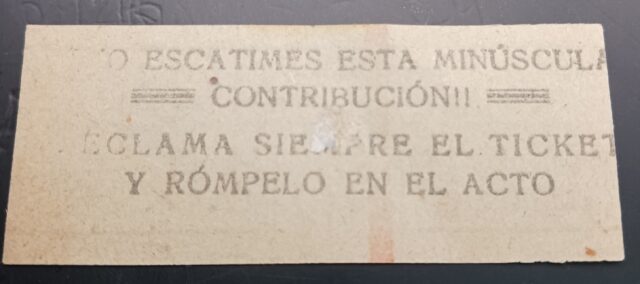 O ESCATIMES ESTA MINÚSCULA
CONTRIBUCIÓN!!
ECLAMA SIEMPRE EL TICKET
Y RÓMPELO EN EL ACTO